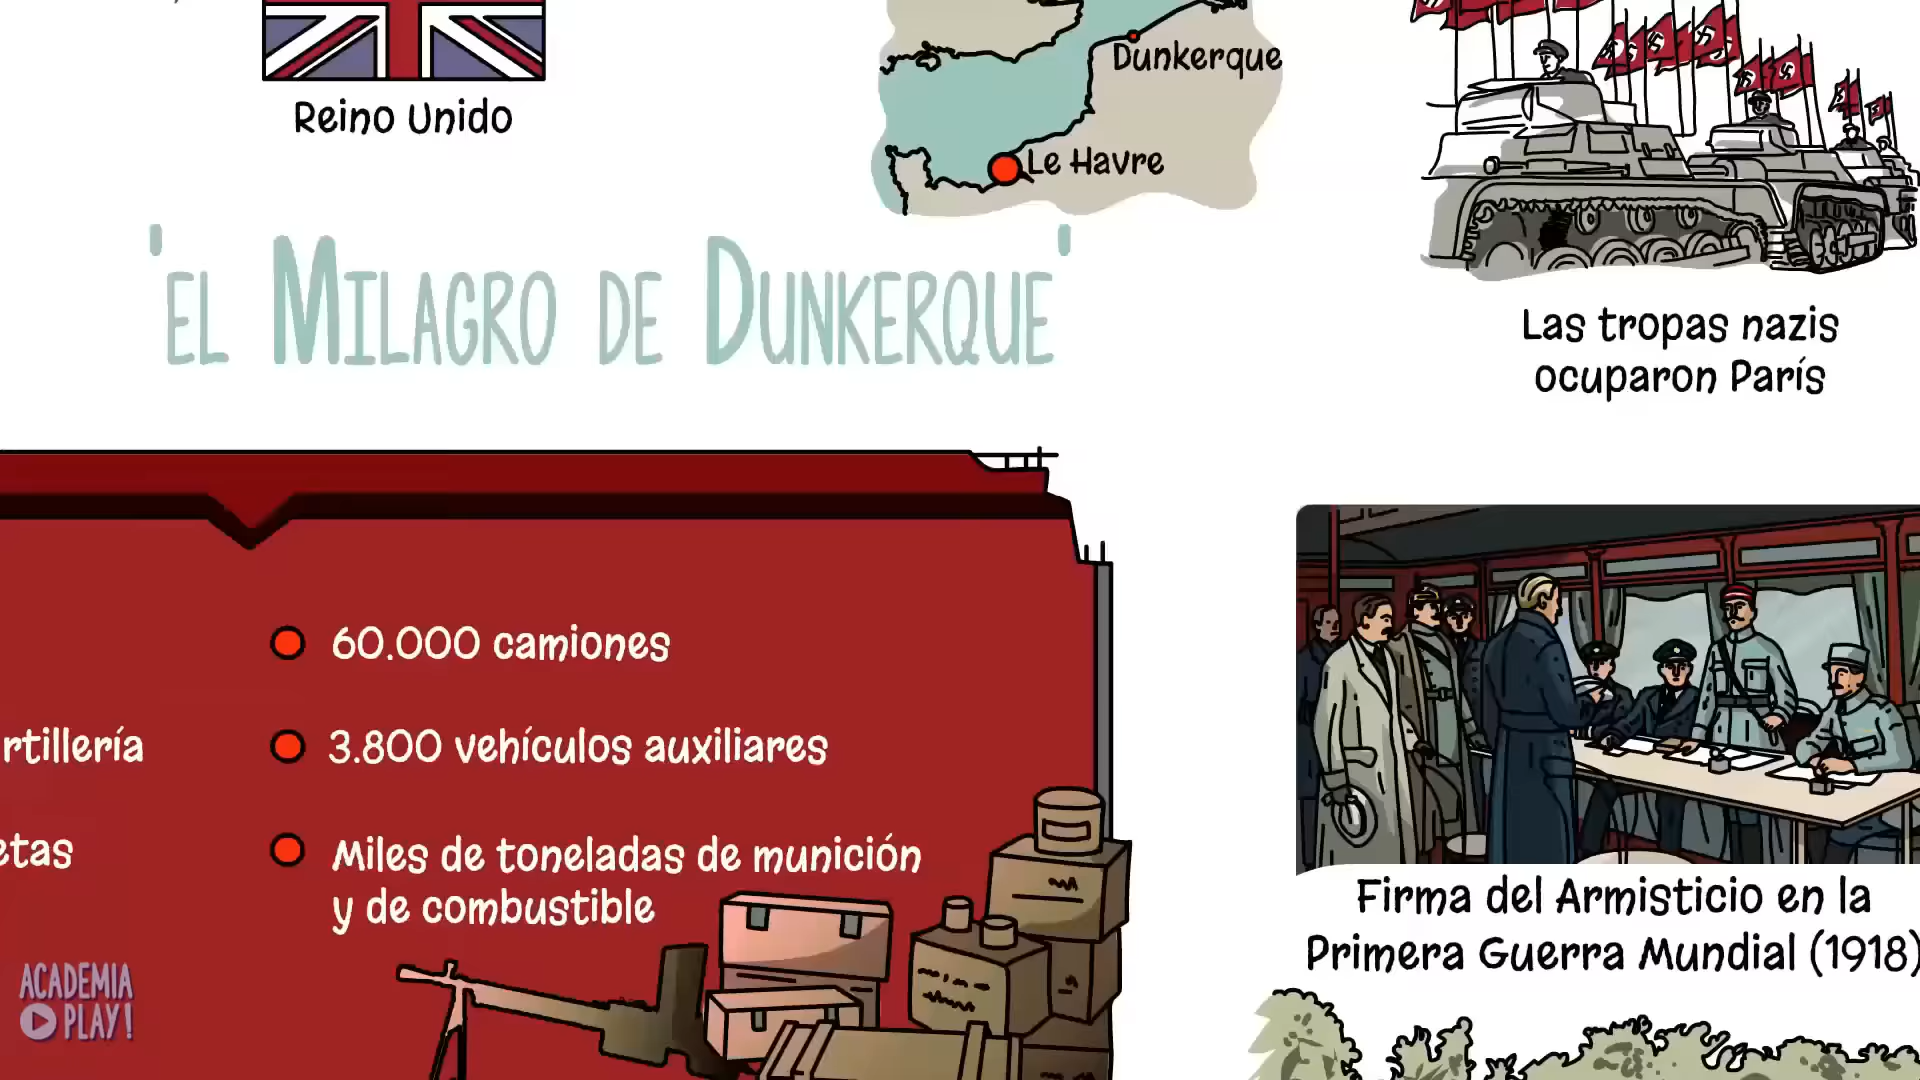 Reino Unido
Dunkerque
Le Havre
'EL MILAGRO DE DUNKERQUE'
Las tropas nazis
ocuparon París
60.000 camiones
rtillería
3.800 vehículos auxiliares
etas
Miles de toneladas de munición
y de combustible
Firma del Armisticio en la
Primera Guerra Mundial (1918)
ACADEMIA
PLAY!